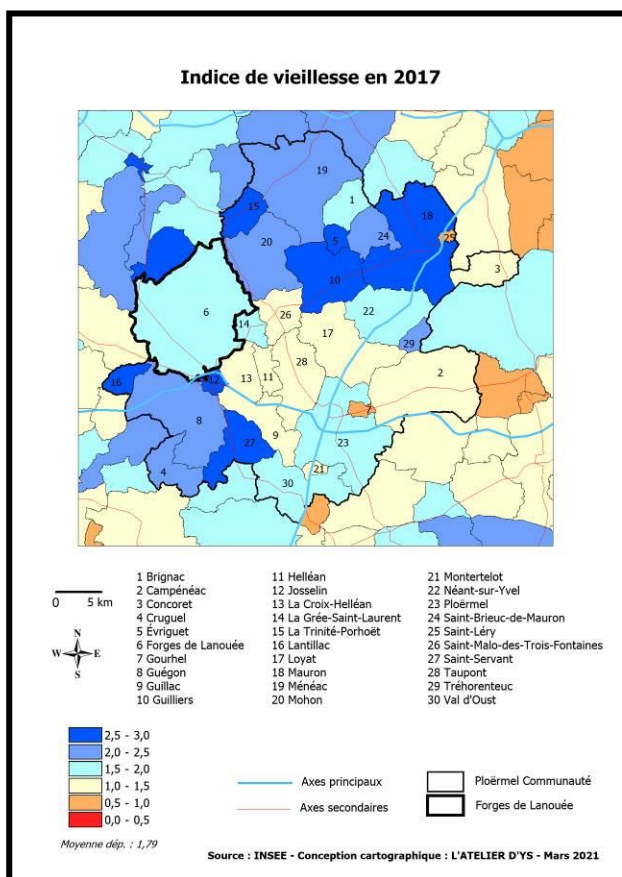 Indice de vieillesse en 2017
19
1
15
18
24
25
5
20
3
10
6
22
26
14
17
29
28
2
13
11
16
12
7
8
23
9
27
21
4
30
0 5 km
N
W E
S
1 Brignac
2 Campénéac
3 Concoret
4 Cruguel
5 Évriguet
6 Forges de Lanouée
7 Gourhel
8 Guégon
9 Guillac
10 Guilliers
11 Helléan
12 Josselin
13 La Croix-Helléan
14 La Grée-Saint-Laurent
15 La Trinité-Porhoët
16 Lantillac
17 Loyat
18 Mauron
19 Ménéac
20 Mohon
21 Montertelot
22 Néant-sur-Yvel
23 Ploërmel
24 Saint-Brieuc-de-Mauron
25 Saint-Léry
26 Saint-Malo-des-Trois-Fontaines
27 Saint-Servant
28 Taupont
29 Tréhorenteuc
30 Val d'Oust
2,5 - 3,0
2,0 - 2,5
1,5 - 2,0
1,0 - 1,5
0,5 - 1,0
0,0 - 0,5
Moyenne dép. : 1,79
Axes principaux
Axes secondaires
Ploërmel Communauté
Forges de Lanouée
Source : INSEE - Conception cartographique : L'ATELIER D'YS - Mars 2021